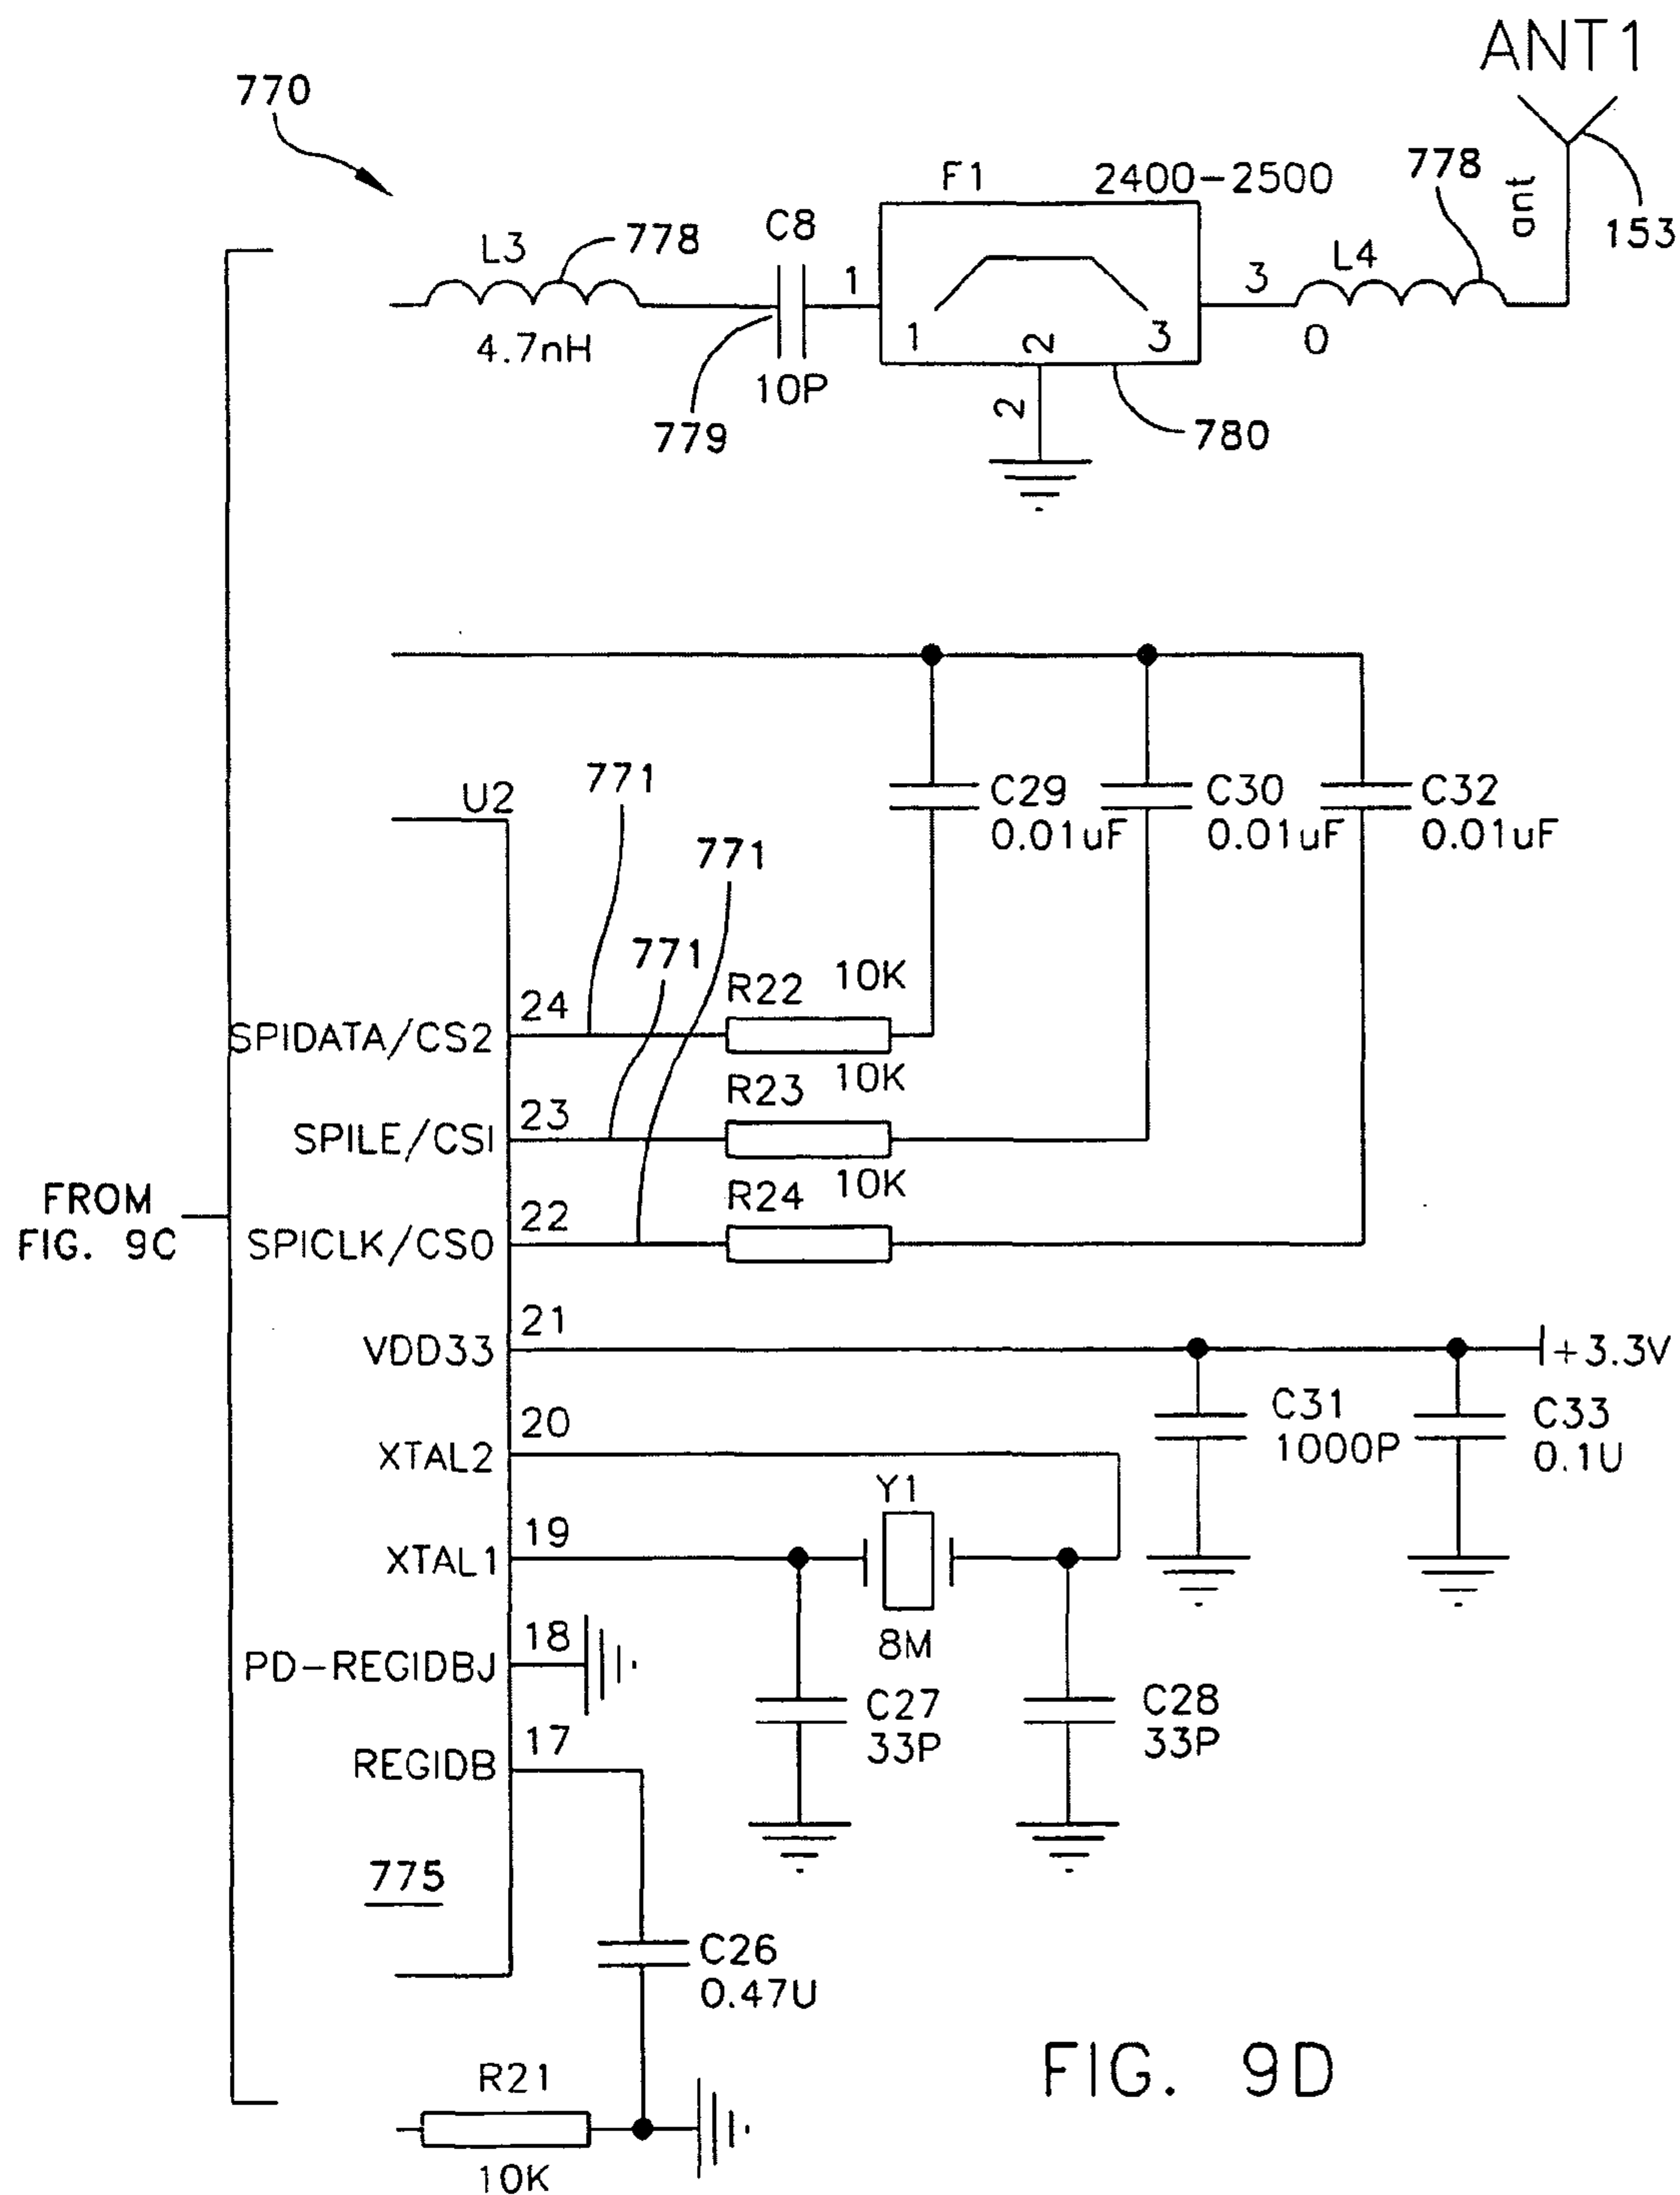 ANT1
770
F1
2400-2500
778
ant
153
L3
778
C8
1
3
L4
4.7nH
1
2
3
0
10P
2
779
780
U2
771
C29
0.01uF
C30
0.01uF
C32
0.01uF
771
771
24
R22
10K
SPIDATA/CS2
R23
10K
23
SPILE/CS1
R24
10K
22
SPICLK/CS0
FROM
FIG. 9C
21
VDD33
+3.3V
C31
1000P
C33
0.1U
20
XTAL2
Y1
19
XTAL1
8M
18
PD-REGIDBJ
C27
33P
C28
33P
17
REGIDB
775
C26
0.47U
R21
10K
FIG. 9D